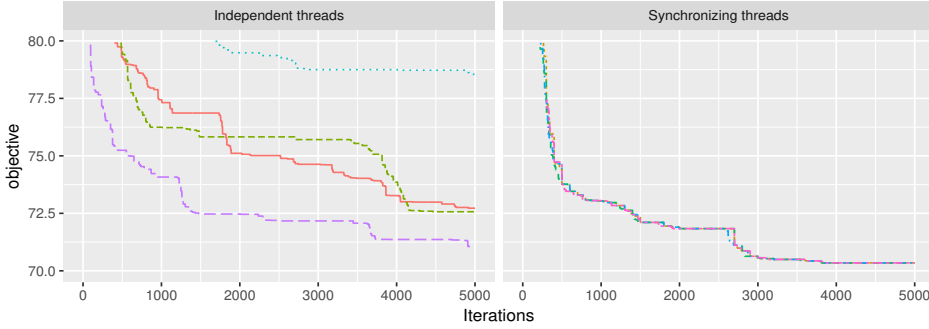 Independent threads
Synchronizing threads
objective
80.0
77.5
75.0
72.5
70.0
0 1000 2000 3000 4000 5000
0 1000 2000 3000 4000 5000
Iterations